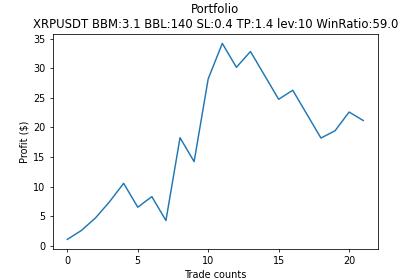 Portfolio
XRPUSDT BBM:3.1 BBL:140 SL:0.4 TP:1.4 lev:10 WinRatio:59.0
35
30
25
20
15
10
5
0
Profit ($)
0 5 10 15 20
Trade counts